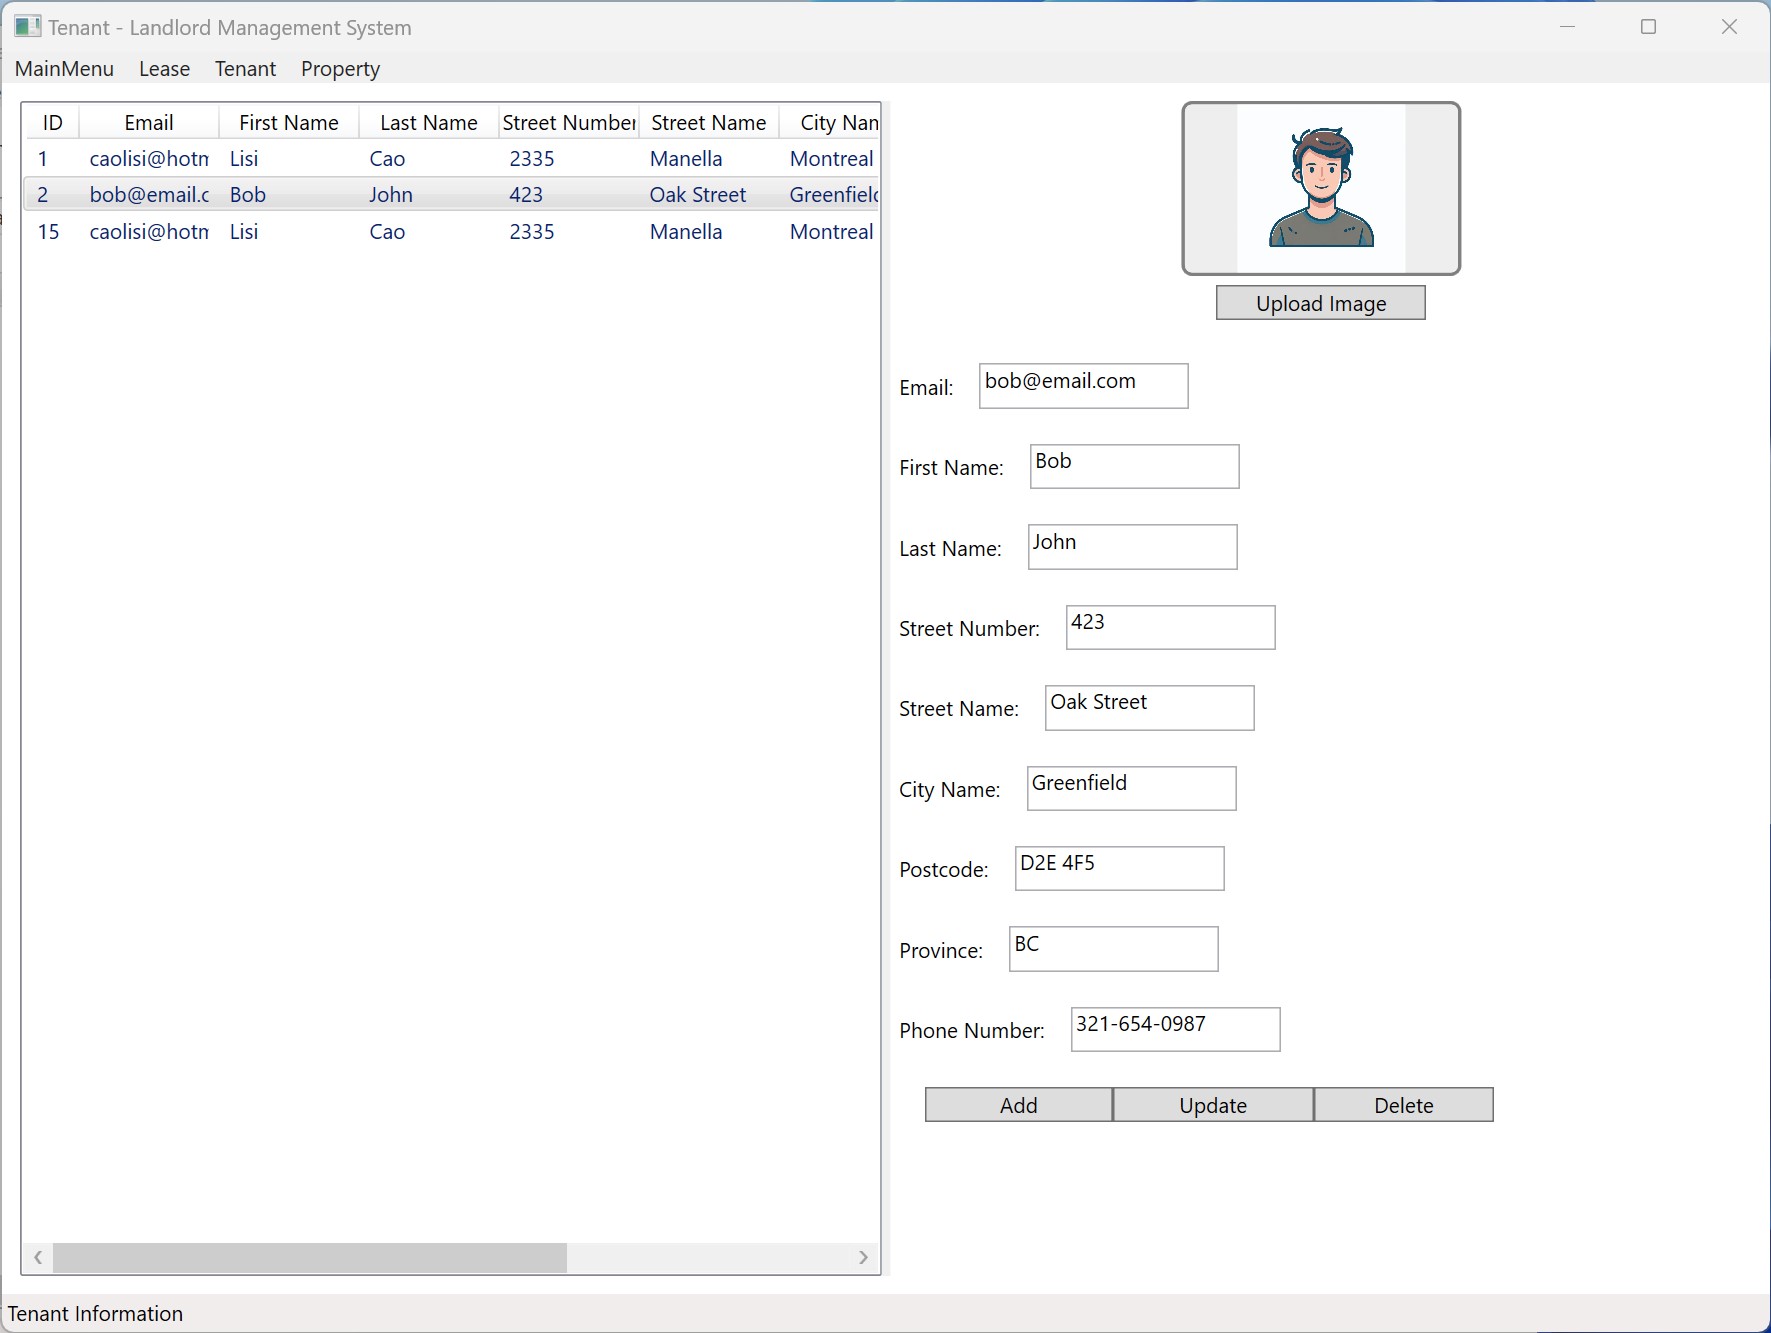 Tenant - Landlord Management System
MainMenu Lease Tenant Property
ID Email First Name Last Name Street Number Street Name City Nam
1 caolisi@hotm Lisi Cao 2335 Manella Montreal
2 bob@email.c Bob John 423 Oak Street Greenfield
15 caolisi@hotm Lisi Cao 2335 Manella Montreal
Upload Image
Email: bob@email.com
First Name: Bob
Last Name: John
Street Number: 423
Street Name: Oak Street
City Name: Greenfield
Postcode: D2E 4F5
Province: BC
Phone Number: 321-654-0987
Add Update Delete
Tenant Information